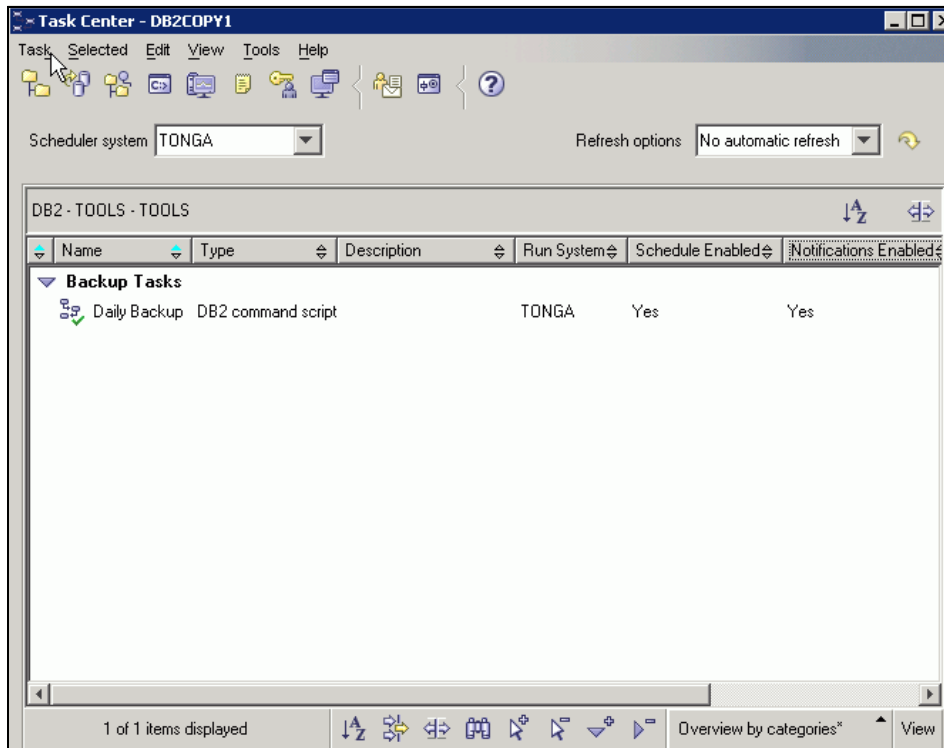 Task Center - DB2COPY1
Task Selected Edit View Tools Help
Scheduler system TONGA Refresh options No automatic refresh
DB2 - TOOLS - TOOLS
Name Type Description Run System Schedule Enabled Notifications Enabled
Backup Tasks
Daily Backup DB2 command script TONGA Yes Yes
1 of 1 items displayed Overview by categories* View